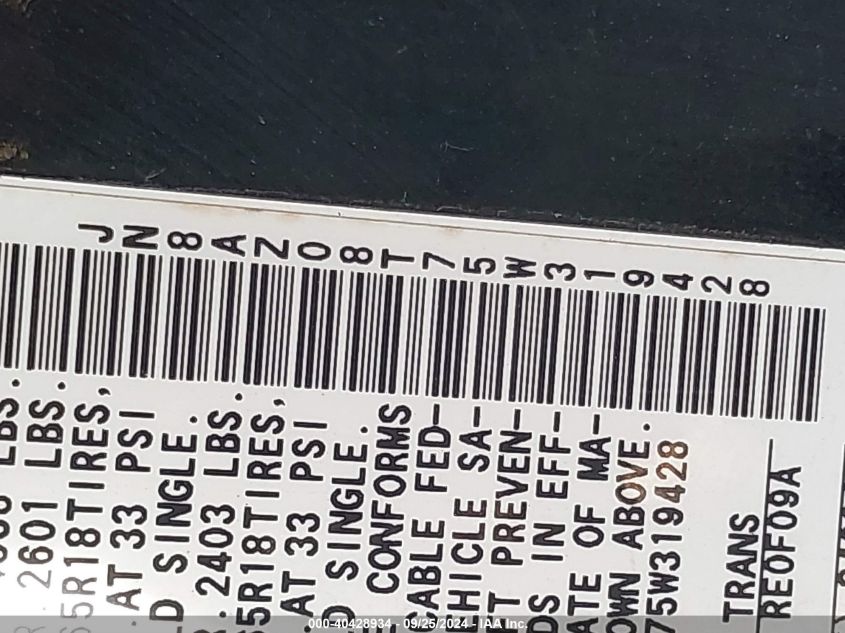 JN8AZ08T75W319428
LBS.
2601 LBS.
65R18TIRES,
AT 33 PSI
D SINGLE.
. 2403 LBS.
65R18TIRES,
. AT 33 PSI
D SINGLE.
CONFORMS
CABLE FED-
HICLE SA-
T PREVEN-
DS IN EFF-
ATE OF MA-
OWN ABOVE.
75W319428
TRANS
RE0F09A
000-40428934 - 09/25/2024 - IAA Inc.